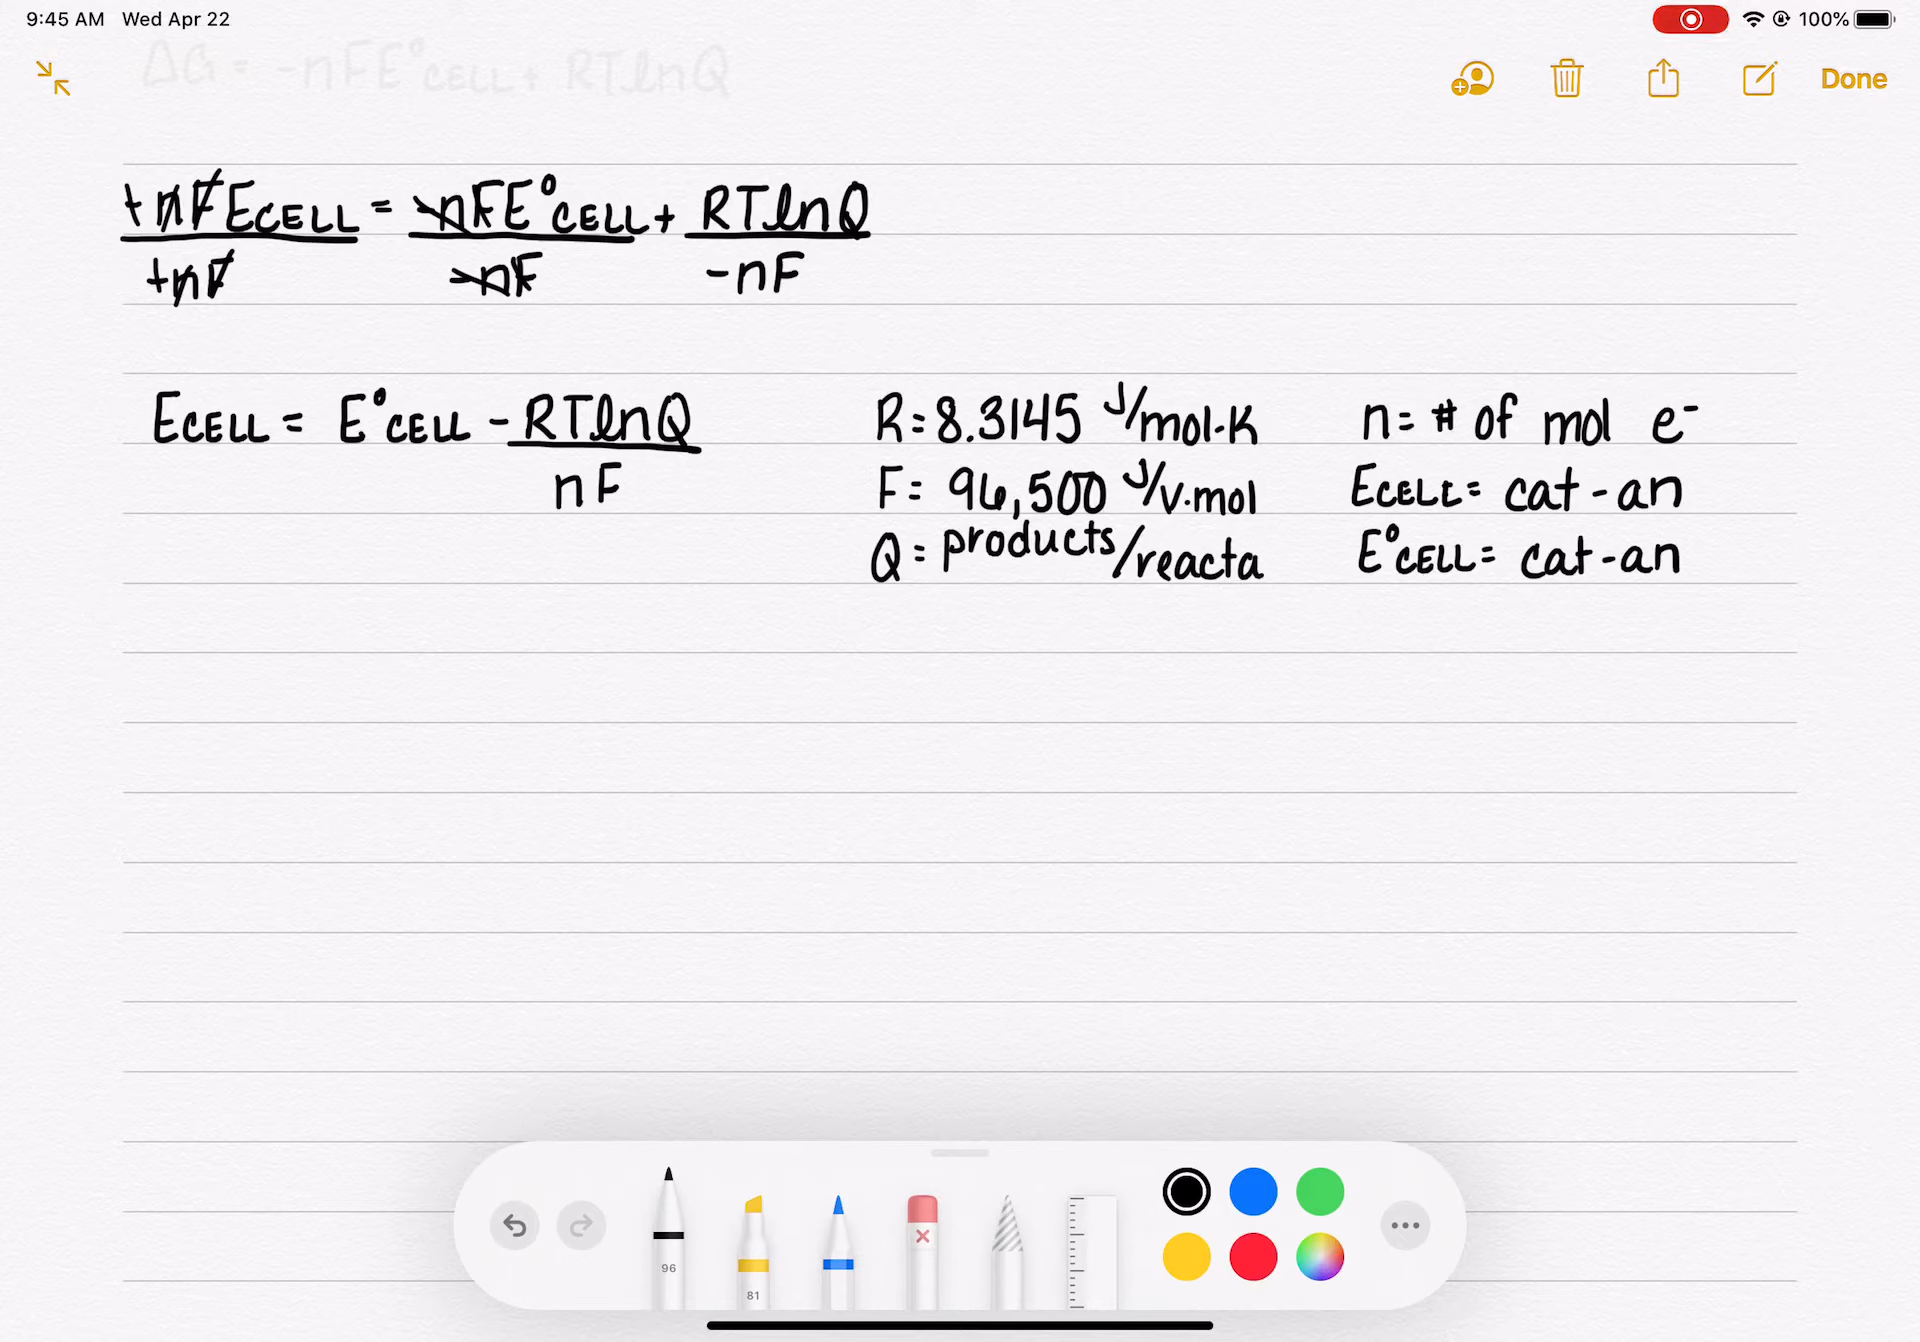 9:45 AM Wed Apr 22
100%
ΔG = -nFE°CELL + RTlnQ
Done
+nFECELL = -nFE°CELL + RTlnQ
+nF -nF -nF
ECELL = E°CELL - RTlnQ
nF
R = 8.3145 J/mol·K
F = 96,500 J/V·mol
Q = products/reacta
n = # of mol e⁻
ECELL = cat - an
E°CELL = cat - an
96
81